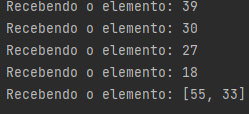 Recebendo o elemento: 39
Recebendo o elemento: 30
Recebendo o elemento: 27
Recebendo o elemento: 18
Recebendo o elemento: [55, 33]